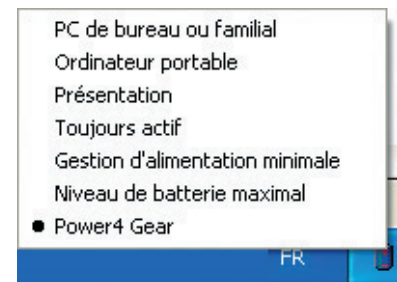 PC de bureau ou familial
Ordinateur portable
Présentation
Toujours actif
Gestion d'alimentation minimale
Niveau de batterie maximal
Power4 Gear
FR